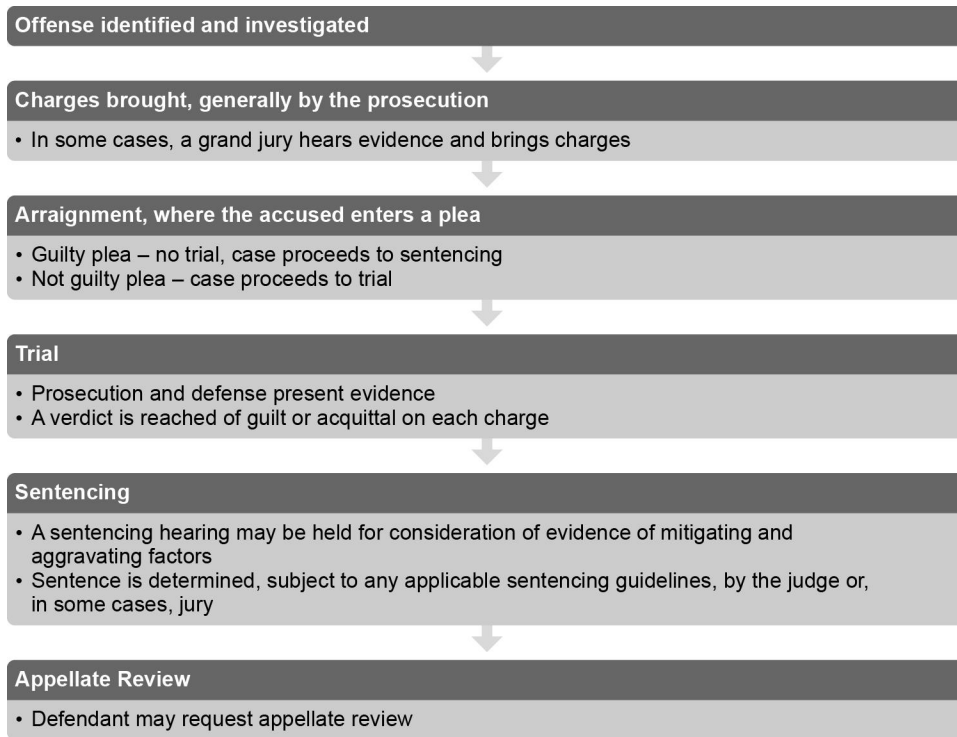 Offense identified and investigated
Charges brought, generally by the prosecution
• In some cases, a grand jury hears evidence and brings charges
Arraignment, where the accused enters a plea
• Guilty plea – no trial, case proceeds to sentencing
• Not guilty plea – case proceeds to trial
Trial
• Prosecution and defense present evidence
• A verdict is reached of guilt or acquittal on each charge
Sentencing
• A sentencing hearing may be held for consideration of evidence of mitigating and
aggravating factors
• Sentence is determined, subject to any applicable sentencing guidelines, by the judge or,
in some cases, jury
Appellate Review
• Defendant may request appellate review